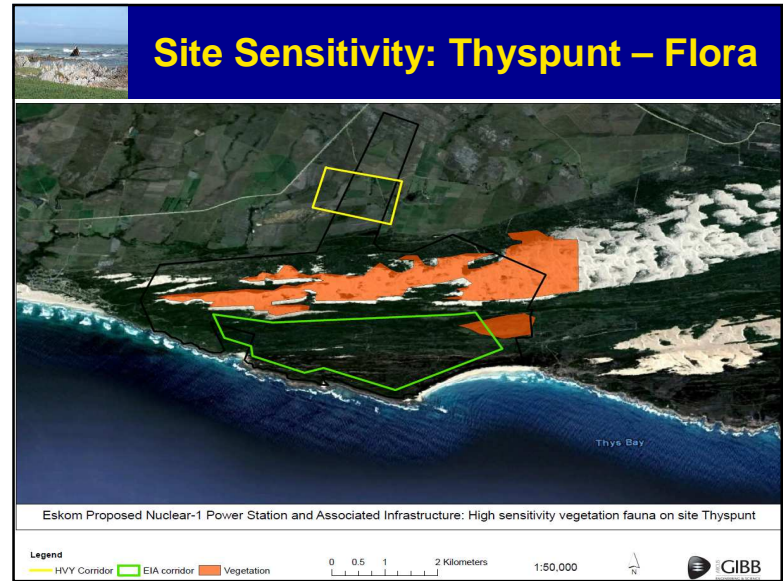 Site Sensitivity: Thyspunt – Flora
Thys Bay
Eskom Proposed Nuclear-1 Power Station and Associated Infrastructure: High sensitivity vegetation fauna on site Thyspunt
Legend
HVY Corridor EIA corridor Vegetation
0 0.5 1 2 Kilometers
1:50,000
N
GIBB